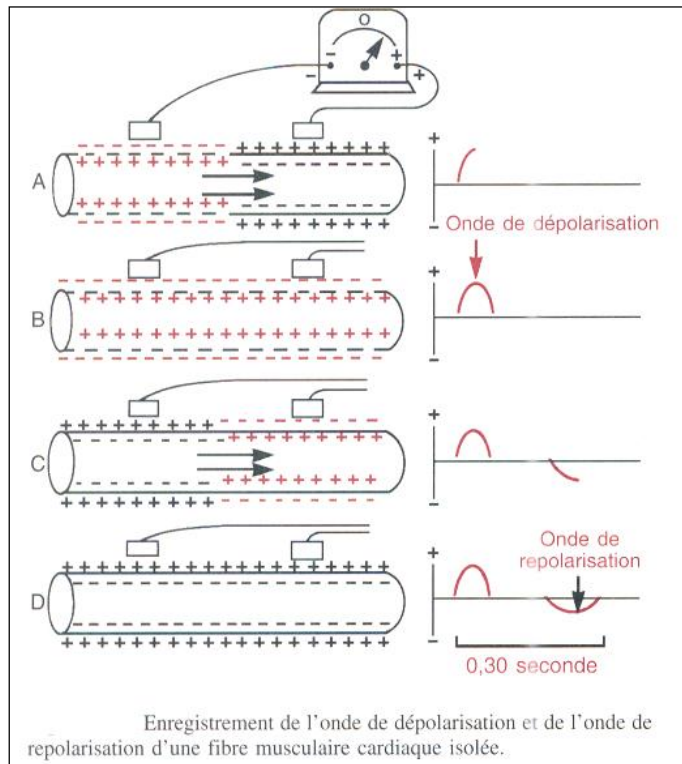 O
- +
- +
+
A
-
Onde de dépolarisation
+
B
-
+
C
-
Onde de
repolarisation
+
D
-
0,30 seconde
Enregistrement de l'onde de dépolarisation et de l'onde de
repolarisation d'une fibre musculaire cardiaque isolée.